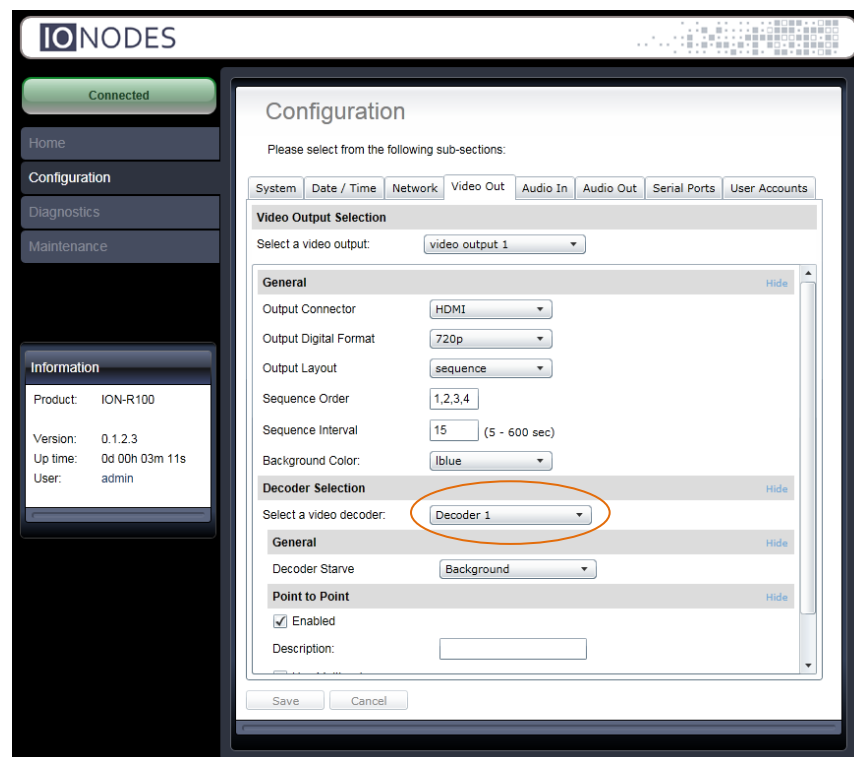 IONODES
Connected
Home
Configuration
Diagnostics
Maintenance
Information
Product: ION-R100
Version: 0.1.2.3
Up time: 0d 00h 03m 11s
User: admin
Configuration
Please select from the following sub-sections:
System Date / Time Network Video Out Audio In Audio Out Serial Ports User Accounts
Video Output Selection
Select a video output: video output 1
General Hide
Output Connector HDMI
Output Digital Format 720p
Output Layout sequence
Sequence Order 1,2,3,4
Sequence Interval 15 (5 - 600 sec)
Background Color: lblue
Decoder Selection Hide
Select a video decoder: Decoder 1
General Hide
Decoder Starve Background
Point to Point Hide
Enabled
Description:
Save Cancel